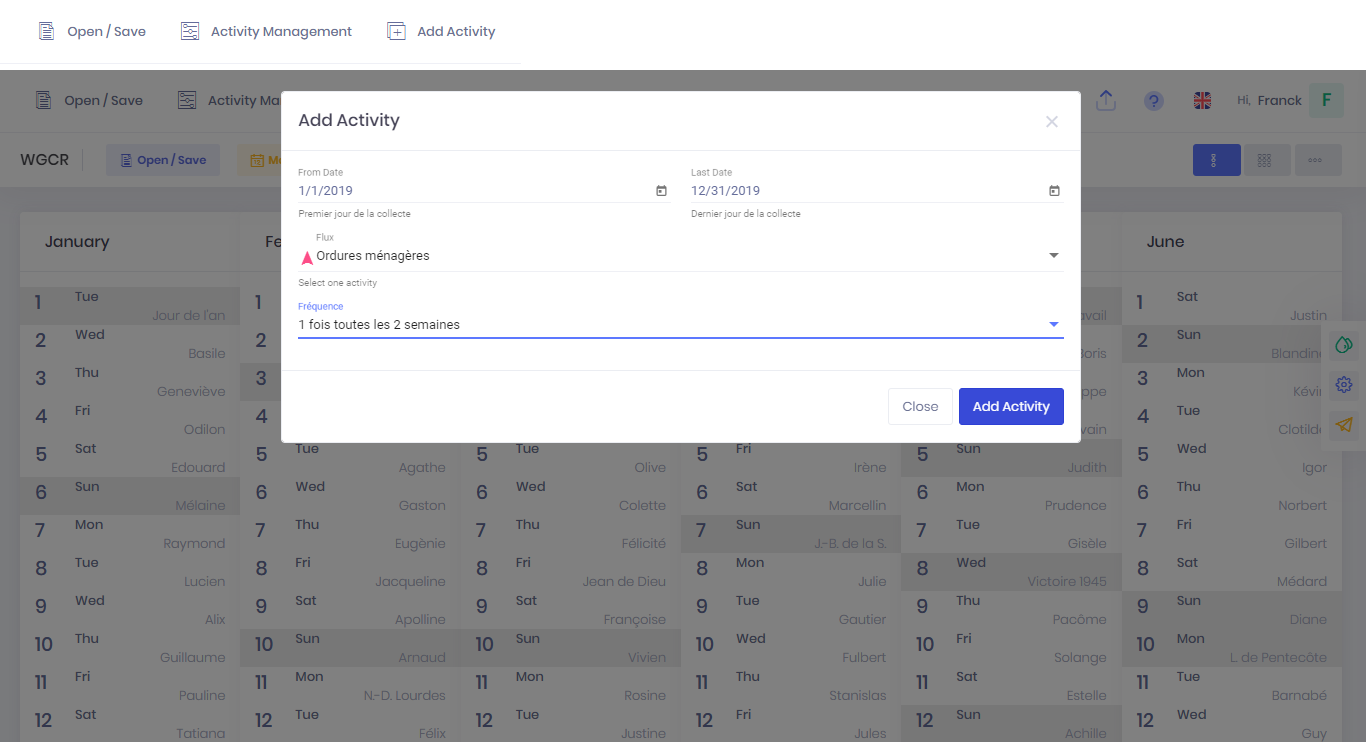 Open / Save Activity Management Add Activity
Open / Save Activity Ma Hi, Franck F
Add Activity
WGCR Open / Save
From Date Last Date
1/1/2019 12/31/2019
Premier jour de la collecte Dernier jour de la collecte
Flux
Ordures ménagères
Select one activity
Fréquence
1 fois toutes les 2 semaines
Close Add Activity
January
1 Tue Jour de l'an
2 Wed Basile
3 Thu Geneviève
4 Fri Odilon
5 Sat Edouard
6 Sun Mélaine
7 Mon Raymond
8 Tue Lucien
9 Wed Alix
10 Thu Guillaume
11 Fri Pauline
12 Sat Tatiana
Fe
1
2
3
4
5 Tue Agathe
6 Wed Gaston
7 Thu Eugènie
8 Fri Jacqueline
9 Sat Apolline
10 Sun Arnaud
11 Mon N.-D. Lourdes
12 Tue Félix
5 Tue Olive
6 Wed Colette
7 Thu Félicité
8 Fri Jean de Dieu
9 Sat Françoise
10 Sun Vivien
11 Mon Rosine
12 Tue Justine
5 Fri Irène
6 Sat Marcellin
7 Sun J.-B. de la S.
8 Mon Julie
9 Tue Gautier
10 Wed Fulbert
11 Thu Stanislas
12 Fri Jules
avail
Boris
ppe
vain
5 Sun Judith
6 Mon Prudence
7 Tue Gisèle
8 Wed Victoire 1945
9 Thu Pacôme
10 Fri Solange
11 Sat Estelle
12 Sun Achille
June
1 Sat Justin
2 Sun Blandine
3 Mon Kévin
4 Tue Clotilde
5 Wed Igor
6 Thu Norbert
7 Fri Gilbert
8 Sat Médard
9 Sun Diane
10 Mon L. de Pentecôte
11 Tue Barnabé
12 Wed Guy